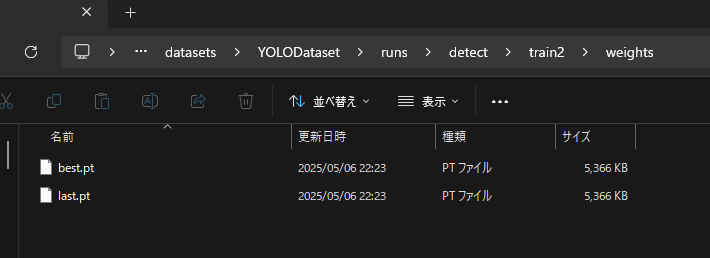 datasets > YOLODataset > runs > detect > train2 > weights
並べ替え 表示
名前 更新日時 種類 サイズ
best.pt 2025/05/06 22:23 PT ファイル 5,366 KB
last.pt 2025/05/06 22:23 PT ファイル 5,366 KB